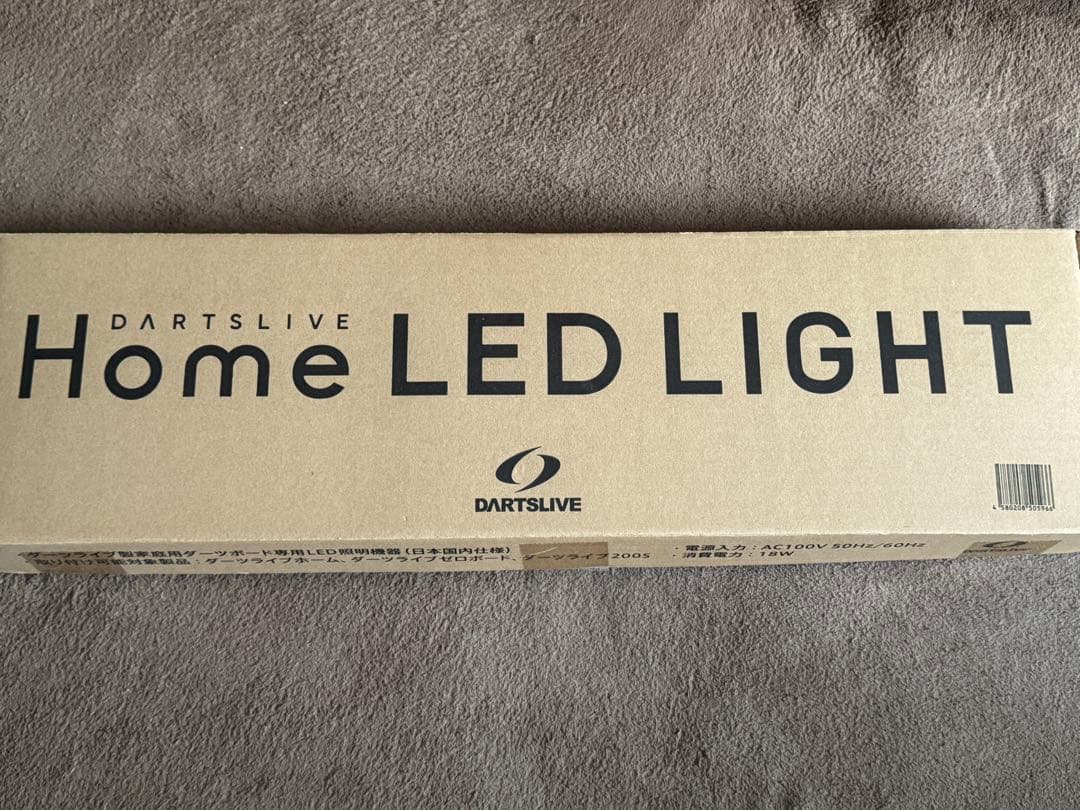 DARTSLIVE
Home LED LIGHT
DARTSLIVE
4 580208 505966
ダーツライブ製家庭用ダーツボード専用LED照明機器(日本国内仕様)
取り付け可能対象製品:ダーツライブホーム、ダーツライブゼロボード、ダーツライブ200S
・電源入力:AC100V 50Hz/60Hz
・消費電力:18W
DARTSLIVE